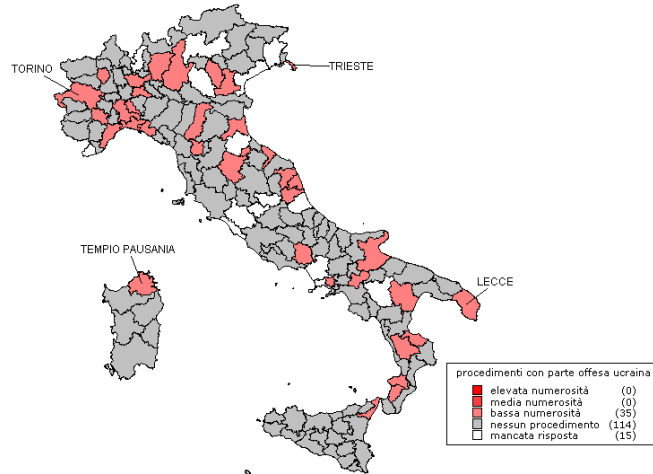 TORINO
TRIESTE
TEMPIO PAUSANIA
LECCE
procedimenti con parte offesa ucraina
elevata numerosità (0)
media numerosità (0)
bassa numerosità (35)
nessun procedimento (114)
mancata risposta (15)